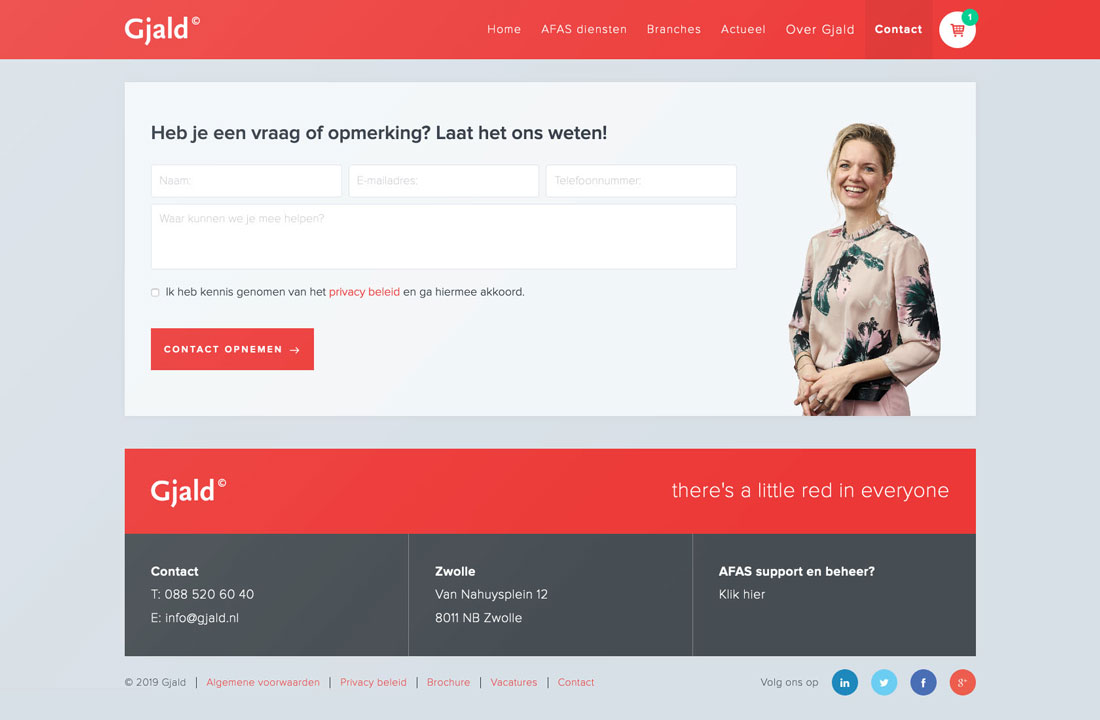 Gjald©
Home AFAS diensten Branches Actueel Over Gjald Contact 1
Heb je een vraag of opmerking? Laat het ons weten!
Naam: E-mailadres: Telefoonnummer:
Waar kunnen we je mee helpen?
Ik heb kennis genomen van het privacy beleid en ga hiermee akkoord.
CONTACT OPNEMEN →
Gjald©
there's a little red in everyone
Contact
T: 088 520 60 40
E: info@gjald.nl
Zwolle
Van Nahuysplein 12
8011 NB Zwolle
AFAS support en beheer?
Klik hier
© 2019 Gjald | Algemene voorwaarden | Privacy beleid | Brochure | Vacatures | Contact
Volg ons op in f g+